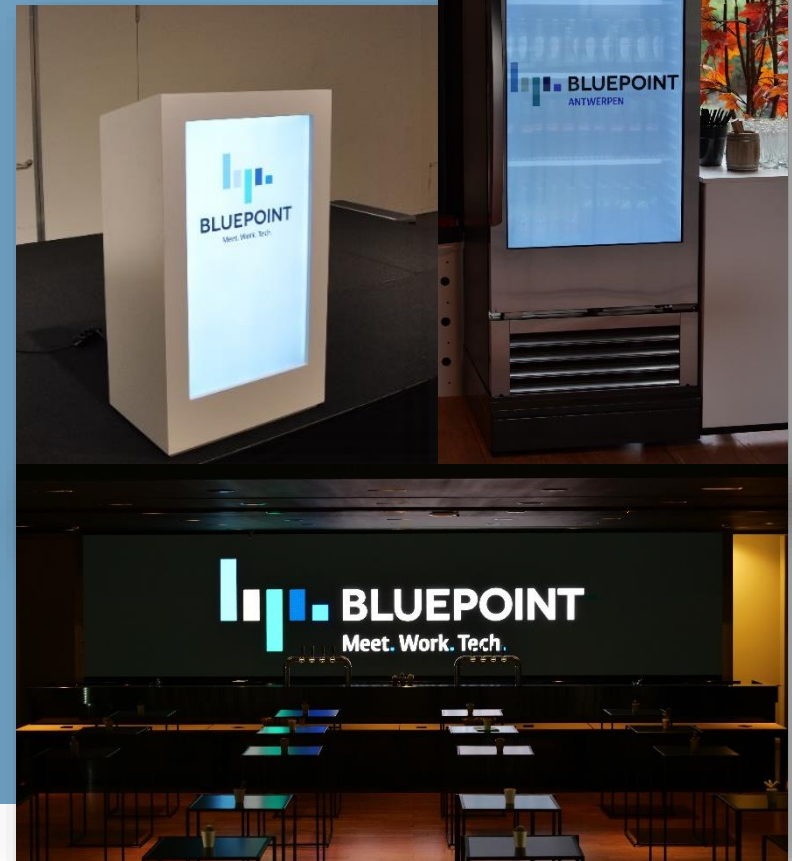 BLUEPOINT
Meet. Work. Tech.
BLUEPOINT
ANTWERPEN
BLUEPOINT
Meet. Work. Tech.